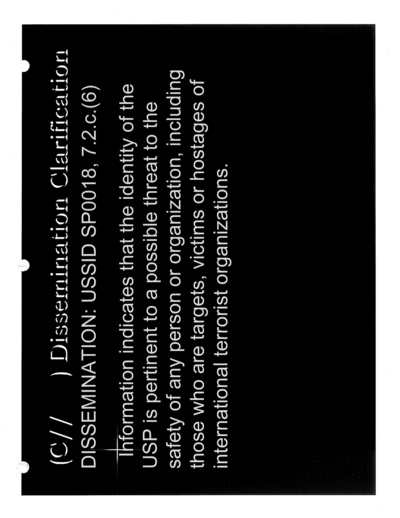 (C// ) Dissemination Clarification
DISSEMINATION: USSID SP0018, 7.2.c.(6)
Information indicates that the identity of the
USP is pertinent to a possible threat to the
safety of any person or organization, including
those who are targets, victims or hostages of
international terrorist organizations.